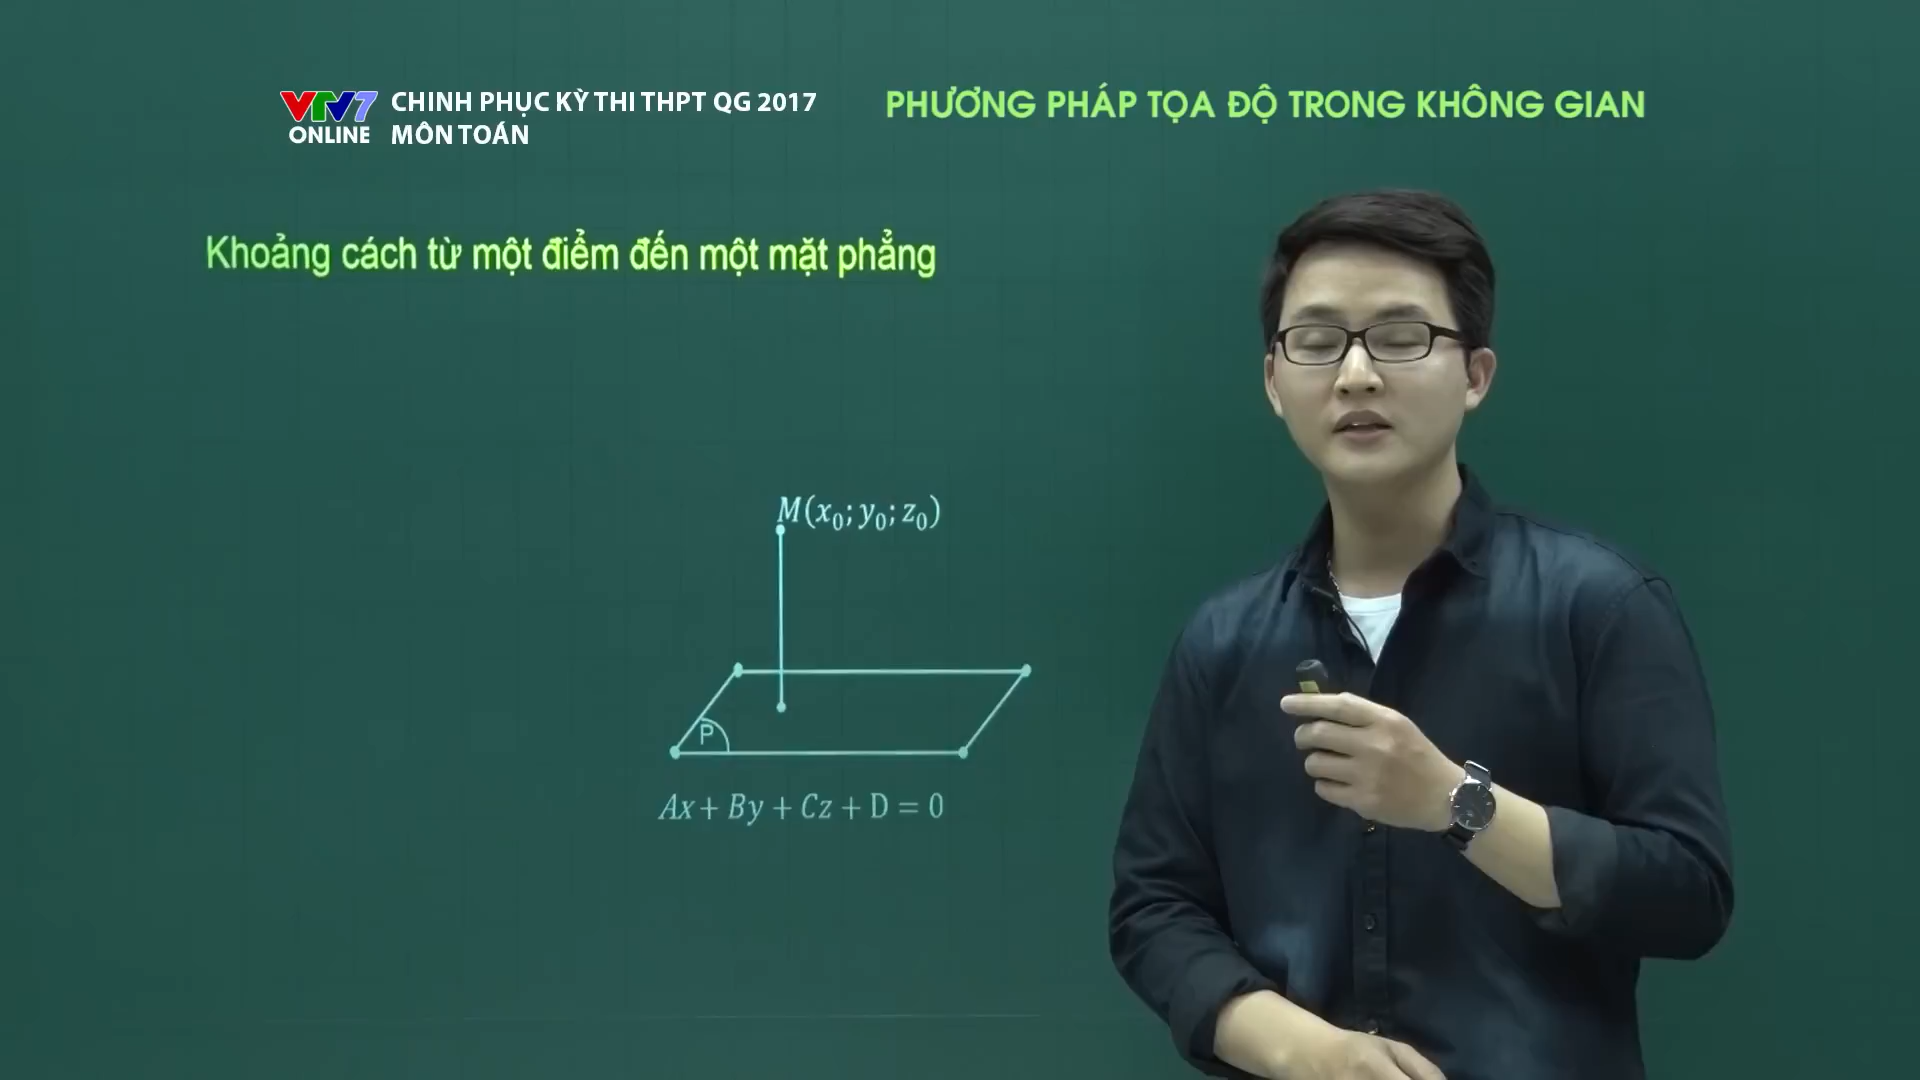 VTV7
ONLINE
CHINH PHỤC KỲ THI THPT QG 2017
MÔN TOÁN
PHƯƠNG PHÁP TỌA ĐỘ TRONG KHÔNG GIAN
Khoảng cách từ một điểm đến một mặt phẳng
M(x₀; y₀; z₀)
P
Ax + By + Cz + D = 0